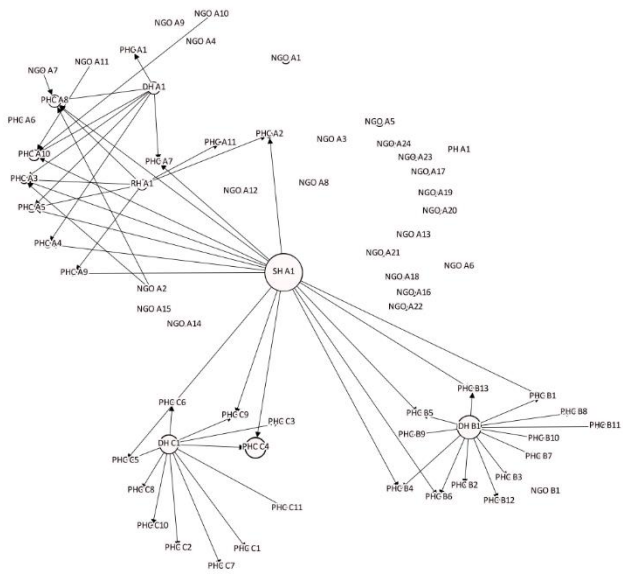 NGO A10
NGO A9
NGO A4
PHC A1
NGO A1
NGO A11
NGO A7
DH A1
PHC A8
PHC A6
NGO A5
PHC A2
PHC A11
NGO A3
NGO A24
PH A1
PHC A10
NGO A23
PHC A7
NGO A17
PHC A3
RH A1
NGO A12
NGO A8
NGO A19
PHC A5
NGO A20
NGO A13
PHC A4
NGO A21
NGO A6
PHC A9
SH A1
NGO A18
NGO A2
NGO A16
NGO A15
NGO A22
NGO A14
PHC B13
PHC B1
PHC C6
PHC C9
PHC B5
PHC B8
PHC C3
DH B1
PHC B11
PHC B9
PHC B10
DH C1
PHC C4
PHC B7
PHC C5
PHC B3
PHC B2
PHC C8
PHC B4
NGO B1
PHC B6
PHC B12
PHC C11
PHC C10
PHC C2
PHC C1
PHC C7